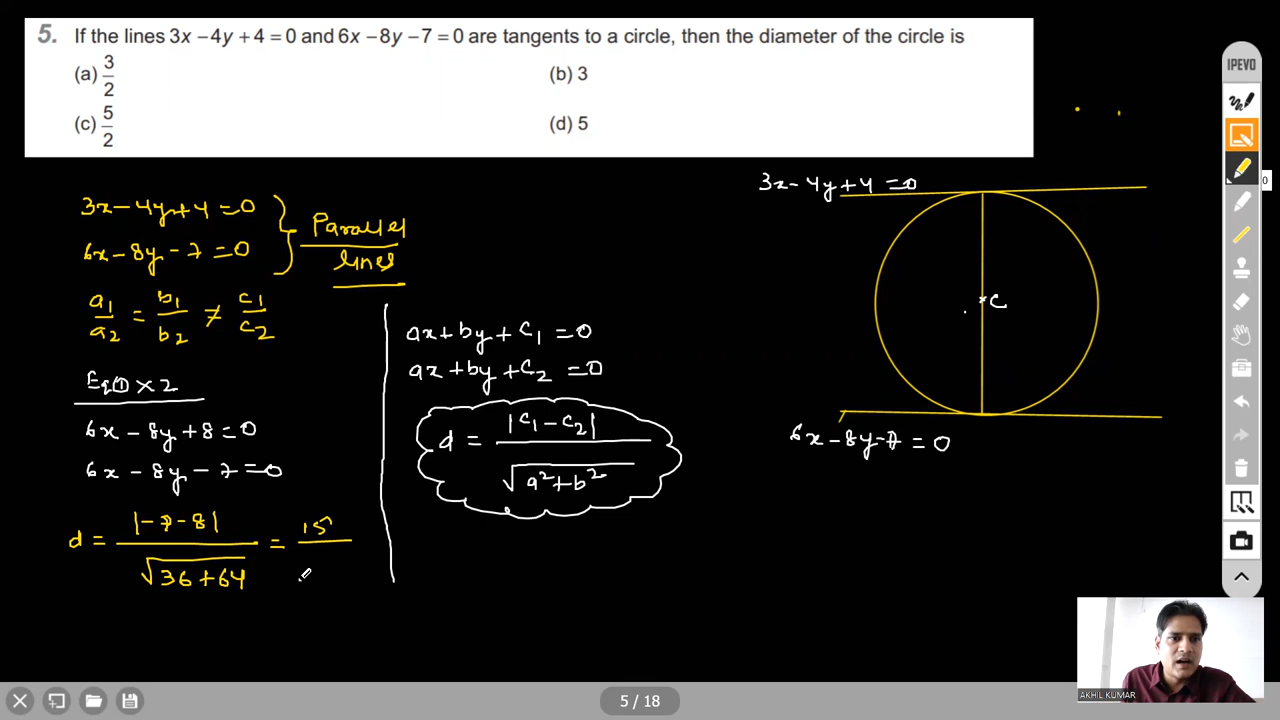 5. If the lines 3x − 4y + 4 = 0 and 6x − 8y − 7 = 0 are tangents to a circle, then the diameter of the circle is
(a) 3/2
(b) 3
(c) 5/2
(d) 5
IPEVO
0
3x − 4y + 4 = 0
6x − 8y − 7 = 0
Parallel
lines
a1/a2 = b1/b2 ≠ c1/c2
Eq① × 2
6x − 8y + 8 = 0
6x − 8y − 7 = 0
d = |−7 − 8| / √36 + 64 = 15
ax + by + c1 = 0
ax + by + c2 = 0
d = |c1 − c2| / √a² + b²
3x − 4y + 4 = 0
C
6x − 8y − 7 = 0
AKHIL KUMAR
5 / 18